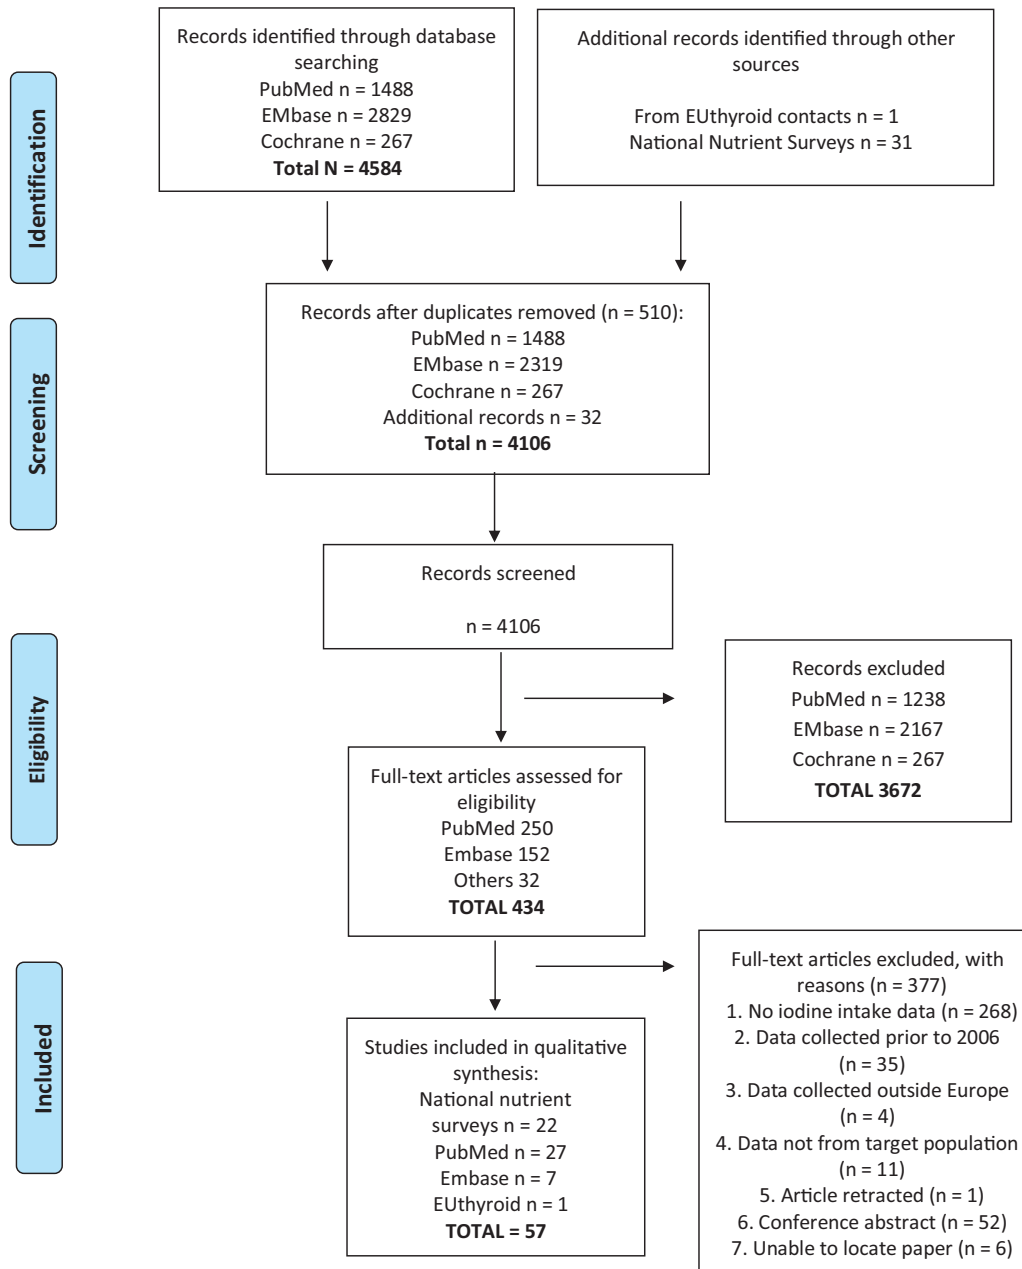 Records identified through database
searching
PubMed n = 1488
EMbase n = 2829
Cochrane n = 267
Total N = 4584
Additional records identified through other
sources
From EUthyroid contacts n = 1
National Nutrient Surveys n = 31
Identification
Records after duplicates removed (n = 510):
PubMed n = 1488
EMbase n = 2319
Cochrane n = 267
Additional records n = 32
Total n = 4106
Screening
Records screened
n = 4106
Records excluded
PubMed n = 1238
EMbase n = 2167
Cochrane n = 267
TOTAL 3672
Eligibility
Full-text articles assessed for
eligibility
PubMed 250
Embase 152
Others 32
TOTAL 434
Full-text articles excluded, with
reasons (n = 377)
1. No iodine intake data (n = 268)
2. Data collected prior to 2006
(n = 35)
3. Data collected outside Europe
(n = 4)
4. Data not from target population
(n = 11)
5. Article retracted (n = 1)
6. Conference abstract (n = 52)
7. Unable to locate paper (n = 6)
Included
Studies included in qualitative
synthesis:
National nutrient
surveys n = 22
PubMed n = 27
Embase n = 7
EUthyroid n = 1
TOTAL = 57